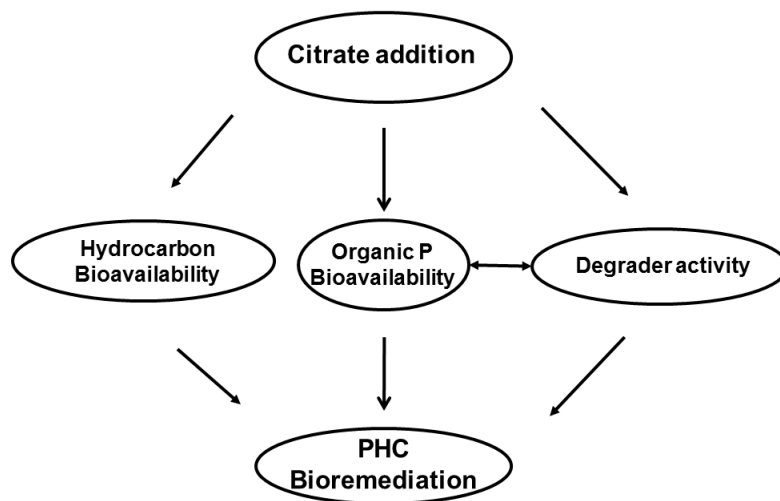 Citrate addition
Hydrocarbon
Bioavailability
Organic P
Bioavailability
Degrader activity
PHC
Bioremediation